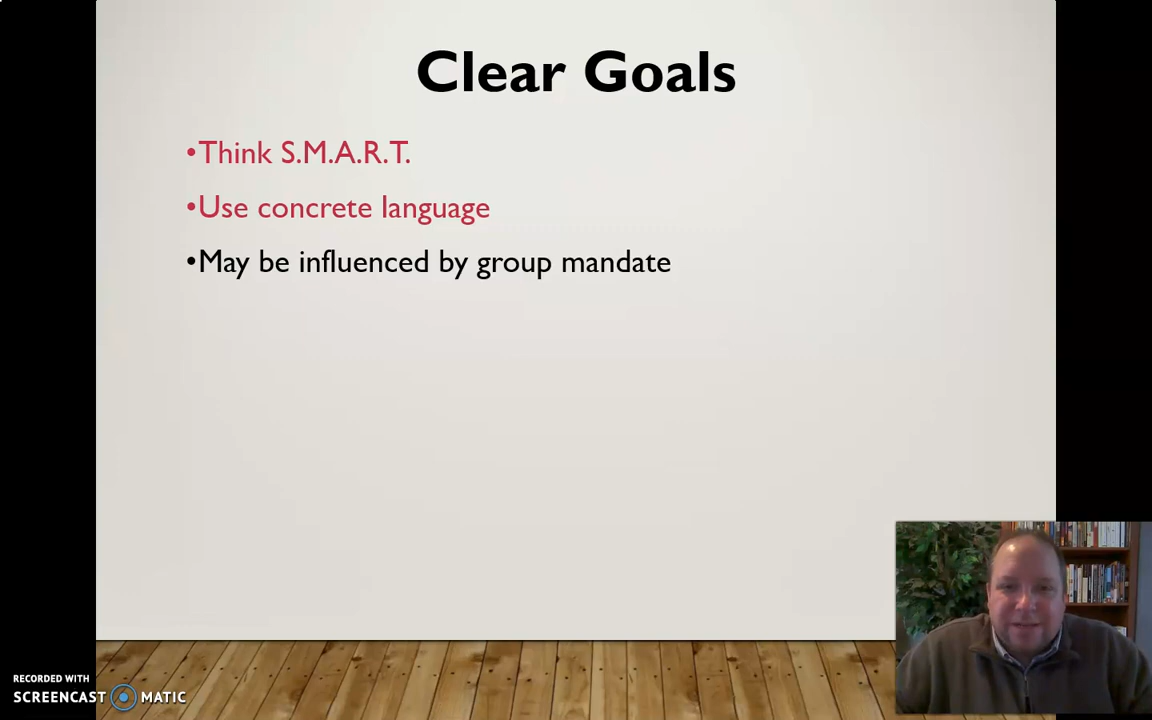 Clear Goals
•Think S.M.A.R.T.
•Use concrete language
•May be influenced by group mandate
RECORDED WITH
SCREENCAST MATIC